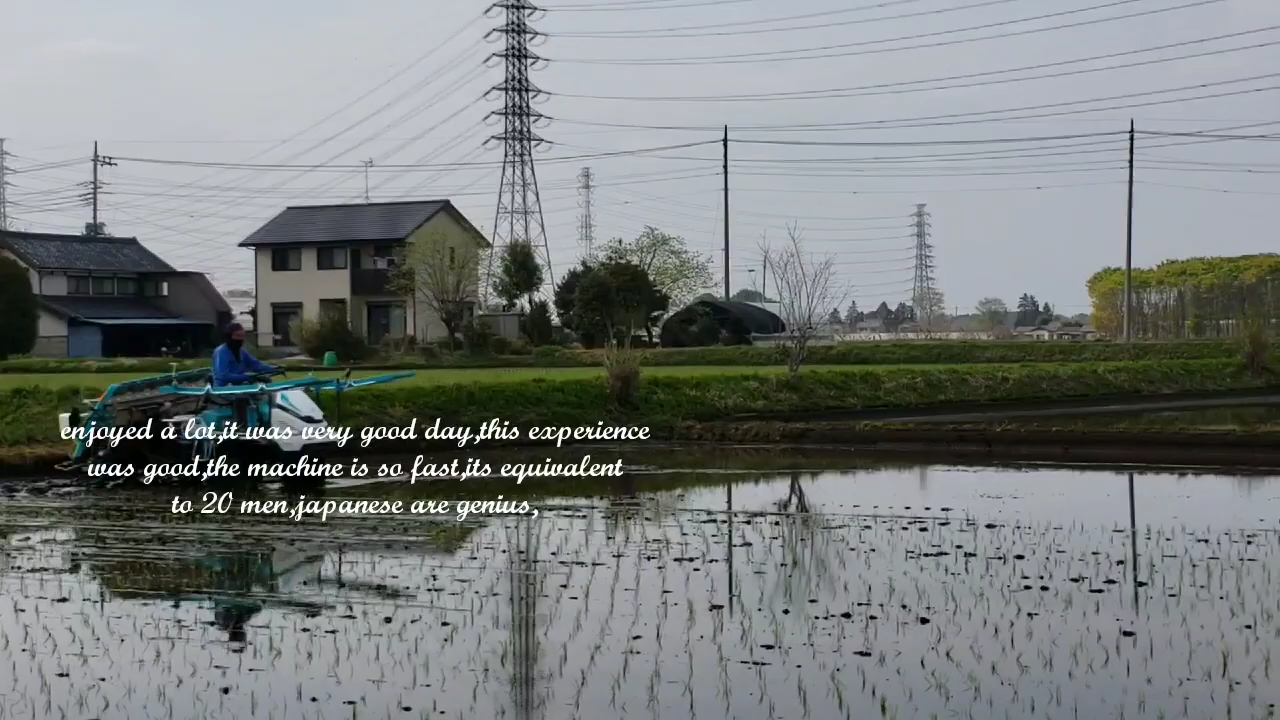 enjoyed a lot,it was very good day,this experience
was good,the machine is so fast,its equivalent
to 20 men,japanese are genius,